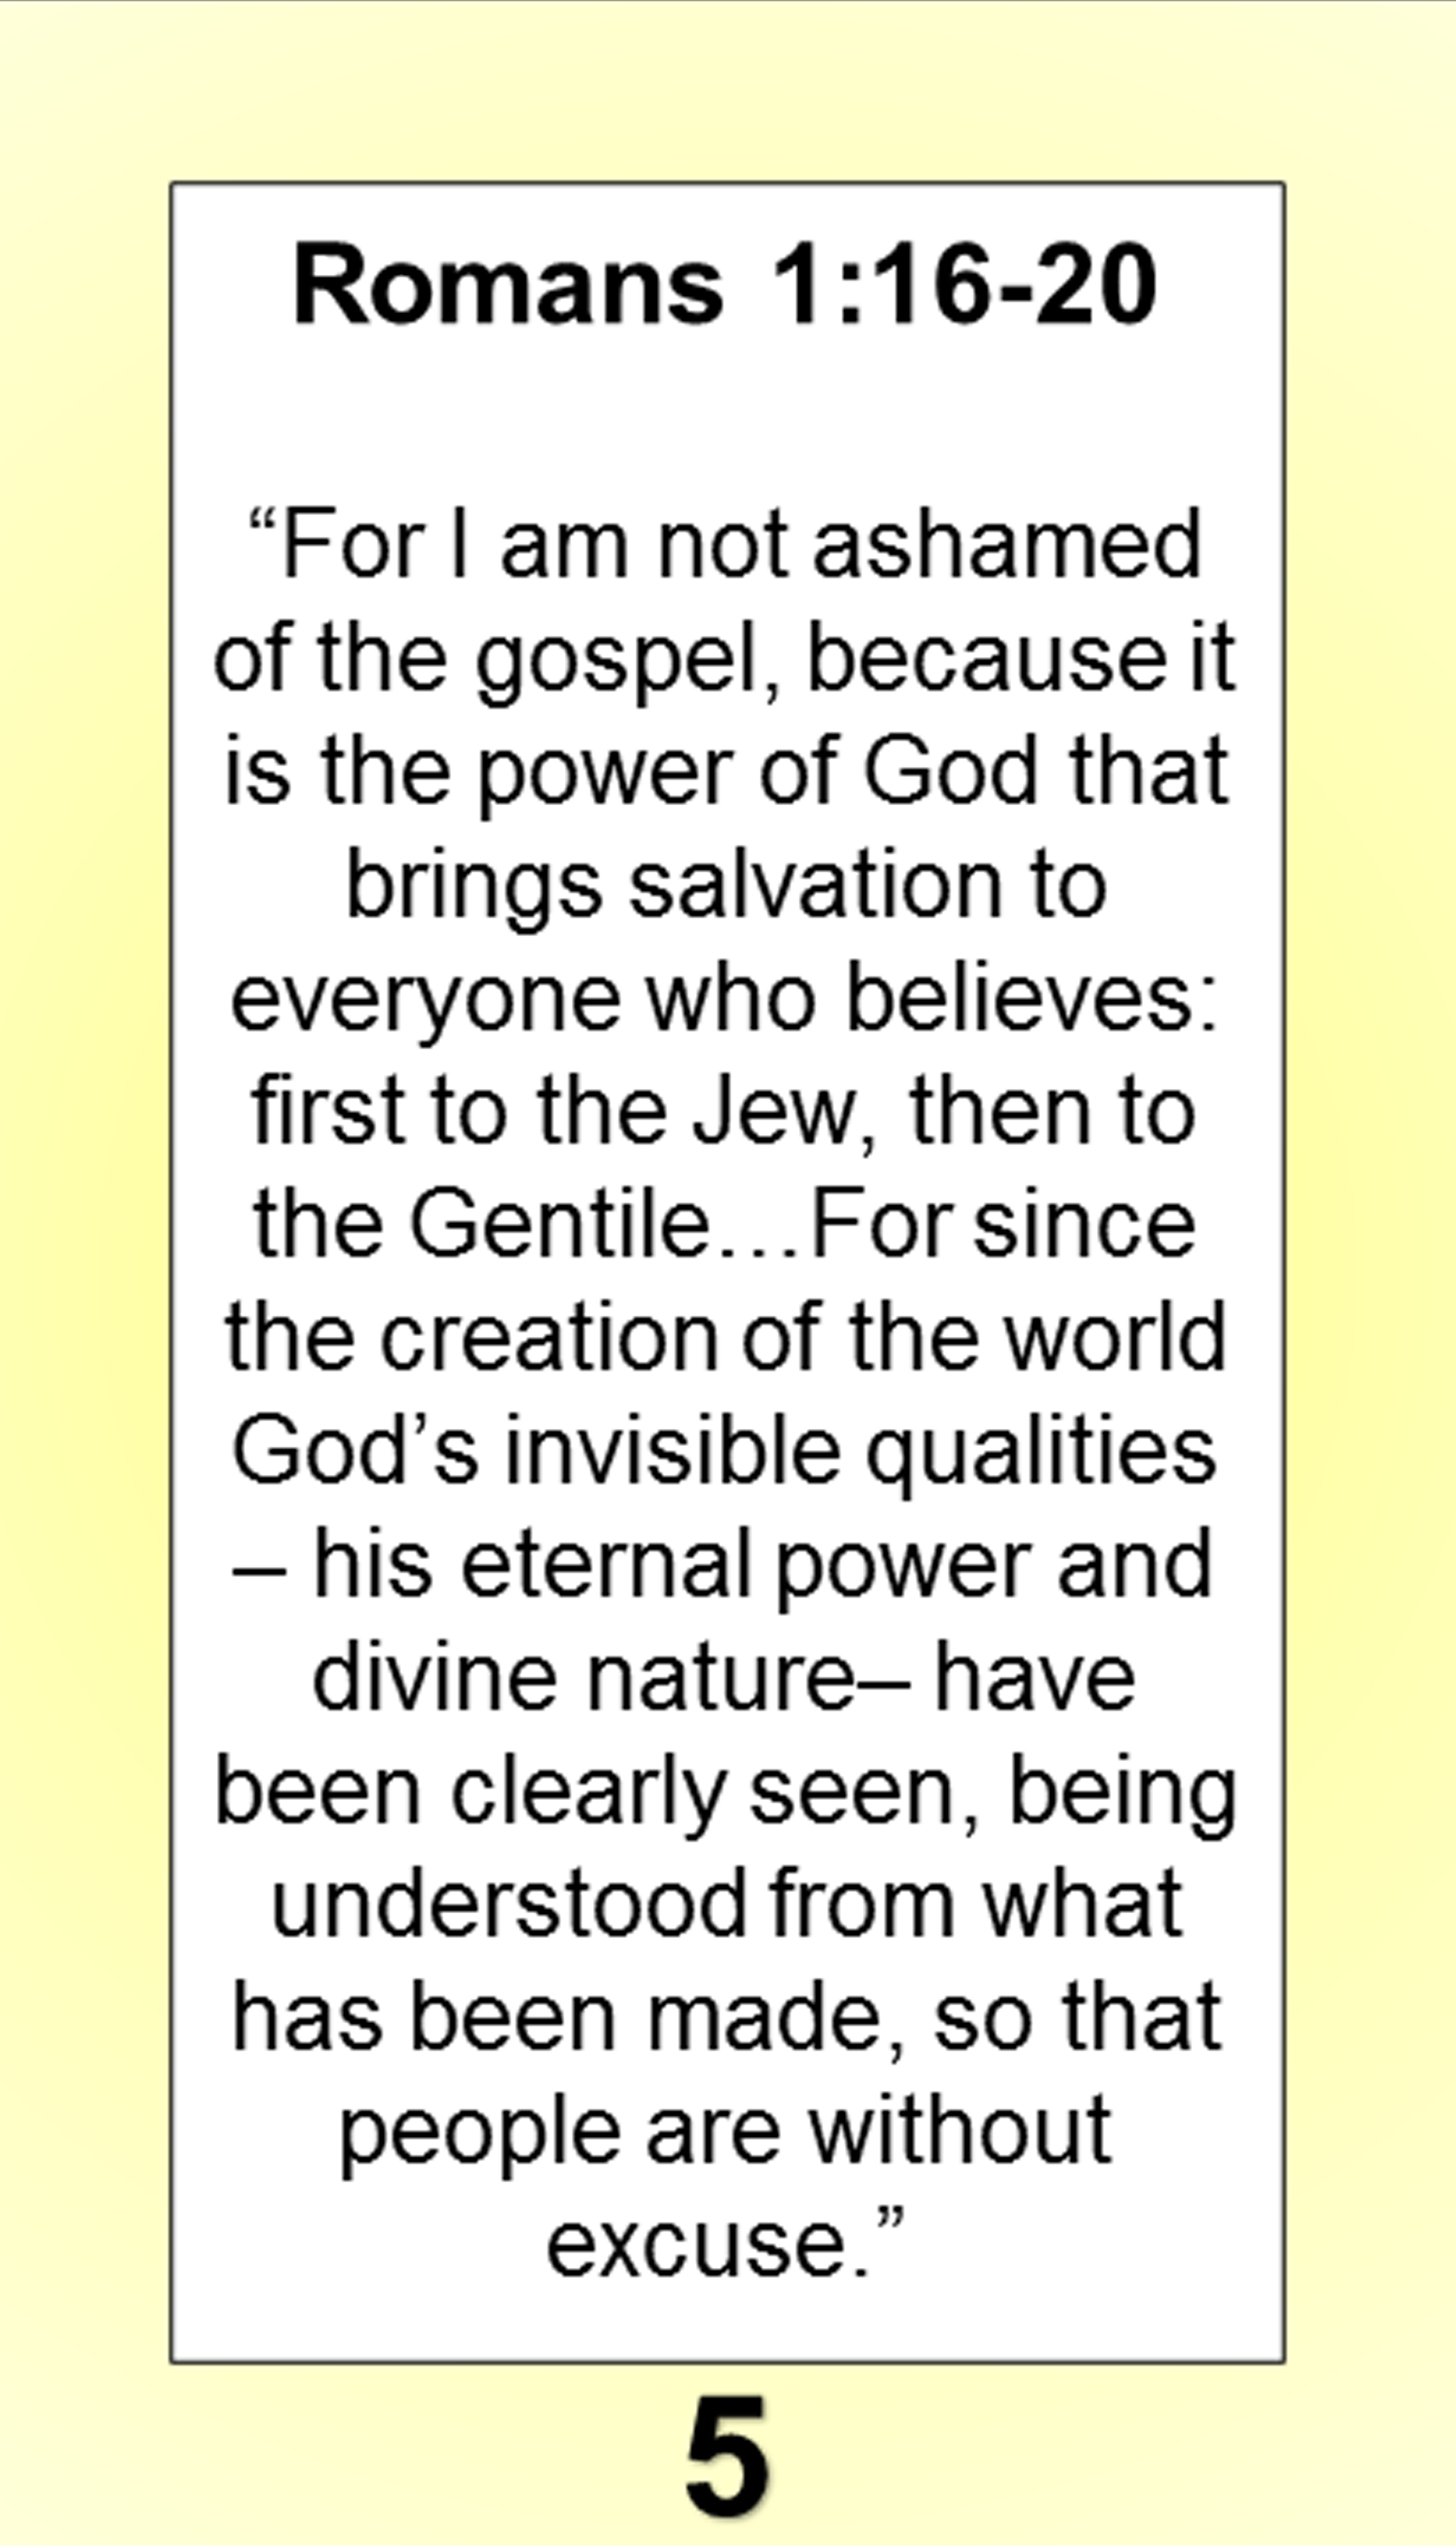 Romans 1:16-20
“For I am not ashamed
of the gospel, because it
is the power of God that
brings salvation to
everyone who believes:
first to the Jew, then to
the Gentile…For since
the creation of the world
God’s invisible qualities
– his eternal power and
divine nature– have
been clearly seen, being
understood from what
has been made, so that
people are without
excuse.”
5